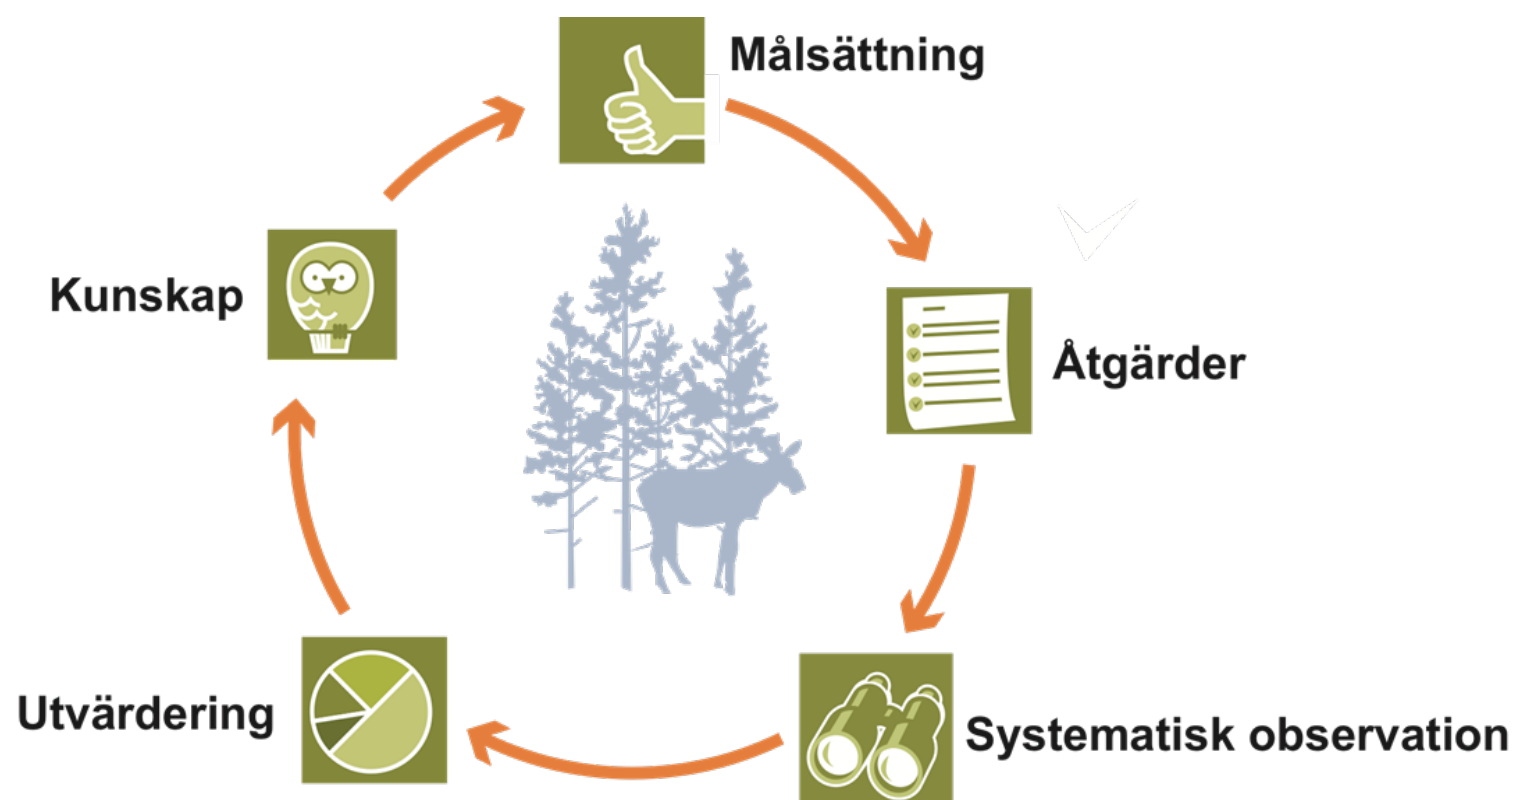 Målsättning
Åtgärder
Systematisk observation
Utvärdering
Kunskap